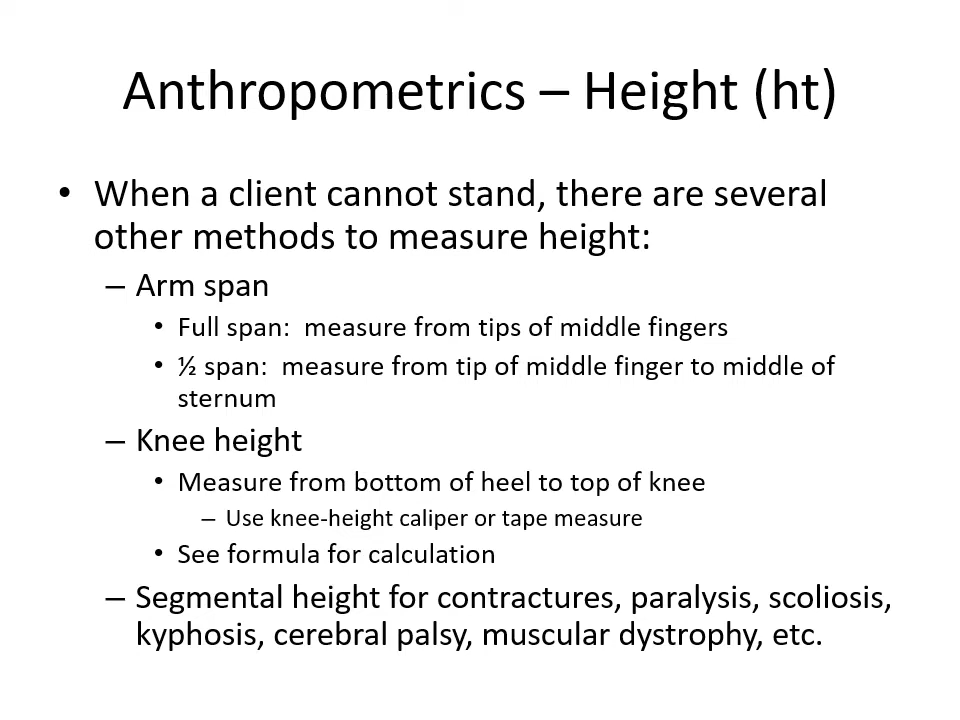 Anthropometrics – Height (ht)
• When a client cannot stand, there are several
other methods to measure height:
– Arm span
• Full span:  measure from tips of middle fingers
• ½ span:  measure from tip of middle finger to middle of
sternum
– Knee height
• Measure from bottom of heel to top of knee
– Use knee-height caliper or tape measure
• See formula for calculation
– Segmental height for contractures, paralysis, scoliosis,
kyphosis, cerebral palsy, muscular dystrophy, etc.